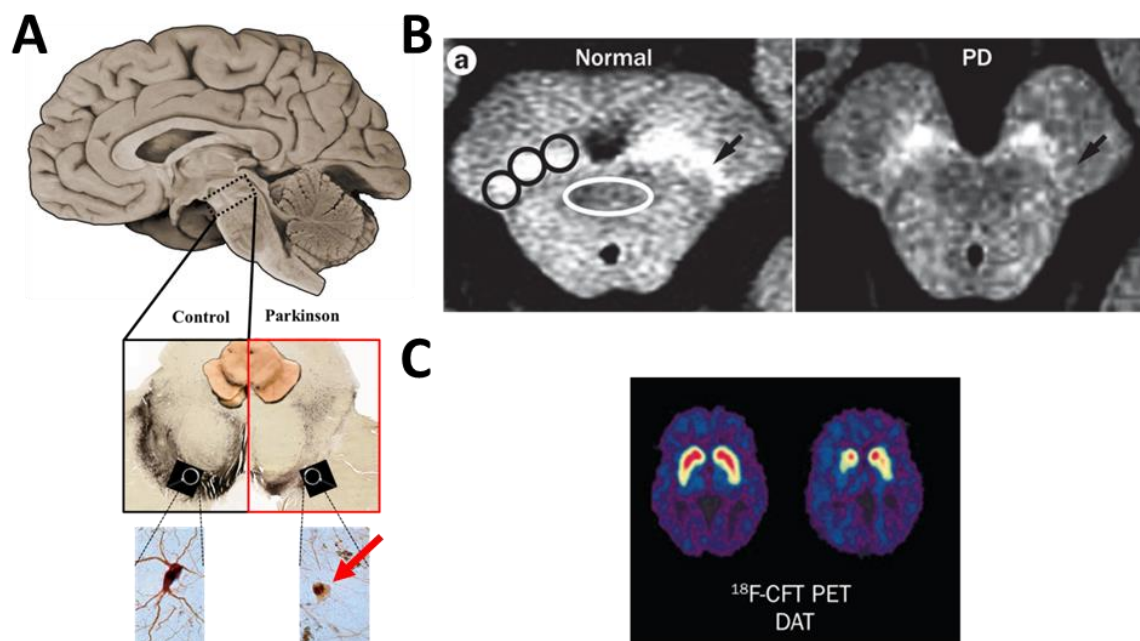 A
B
a
Normal
PD
Control
Parkinson
C
¹⁸F-CFT PET
DAT